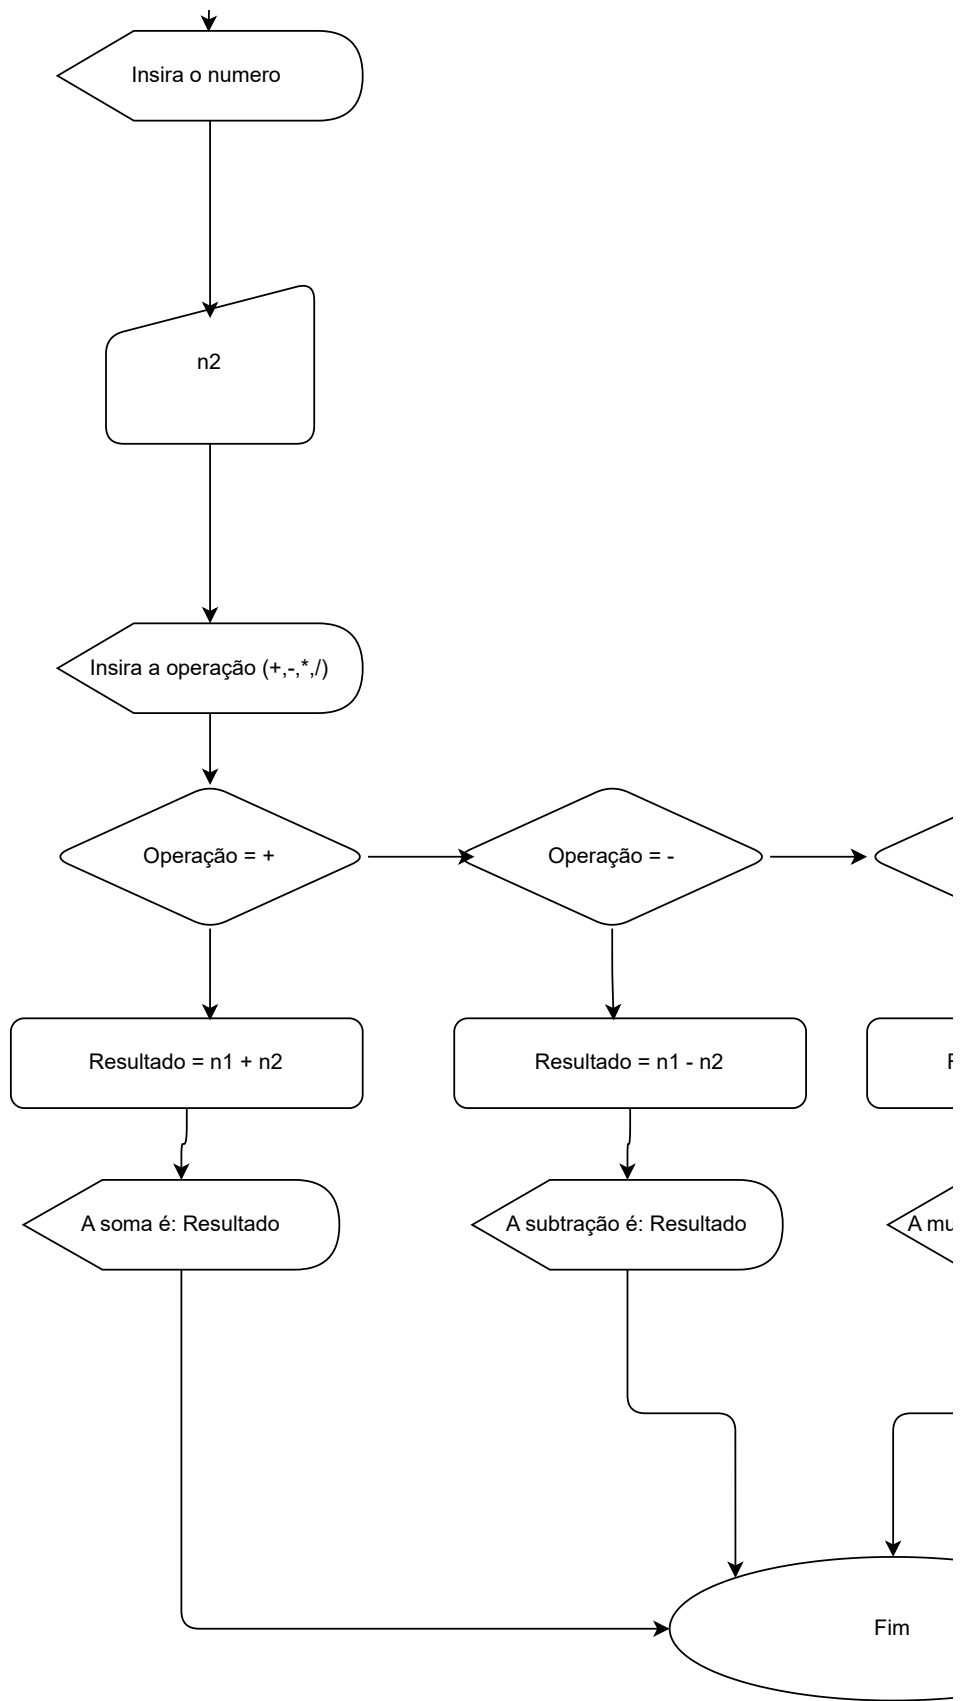 Insira o numero
n2
Insira a operação (+,-,*,/)
Operação = +
Operação = -
Resultado = n1 + n2
Resultado = n1 - n2
A soma é: Resultado
A subtração é: Resultado
A
Fim